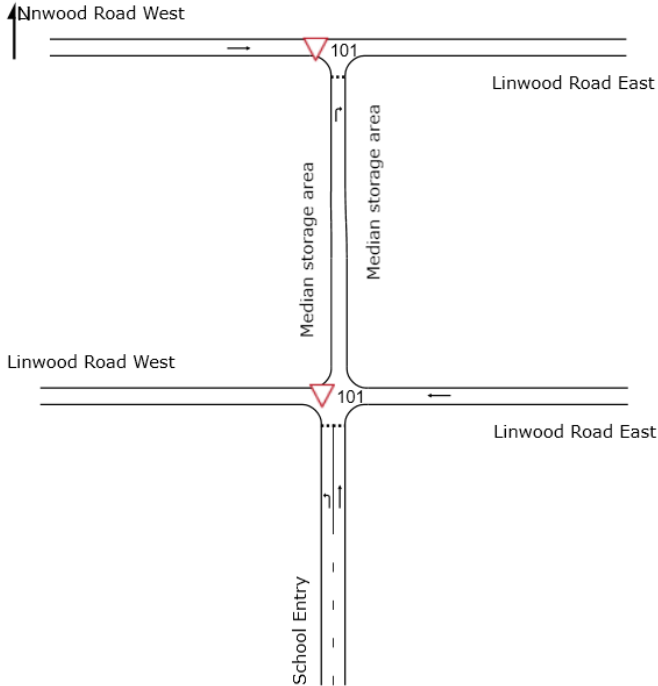 N
Linwood Road West
101
Linwood Road East
Median storage area
Median storage area
Linwood Road West
101
Linwood Road East
School Entry